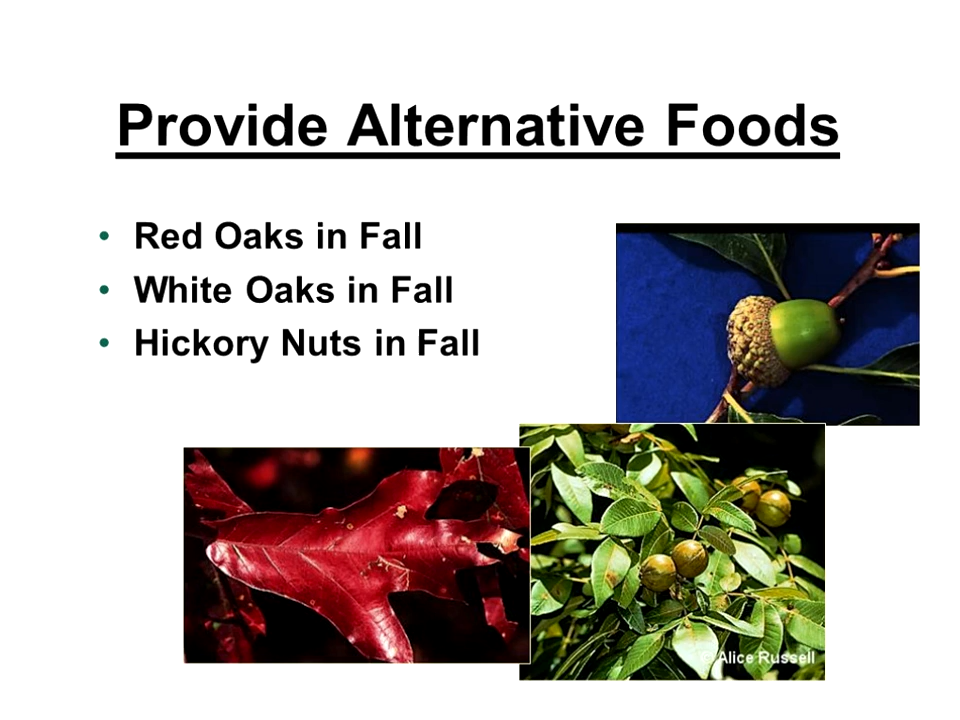 Provide Alternative Foods
• Red Oaks in Fall
• White Oaks in Fall
• Hickory Nuts in Fall
© Alice Russell